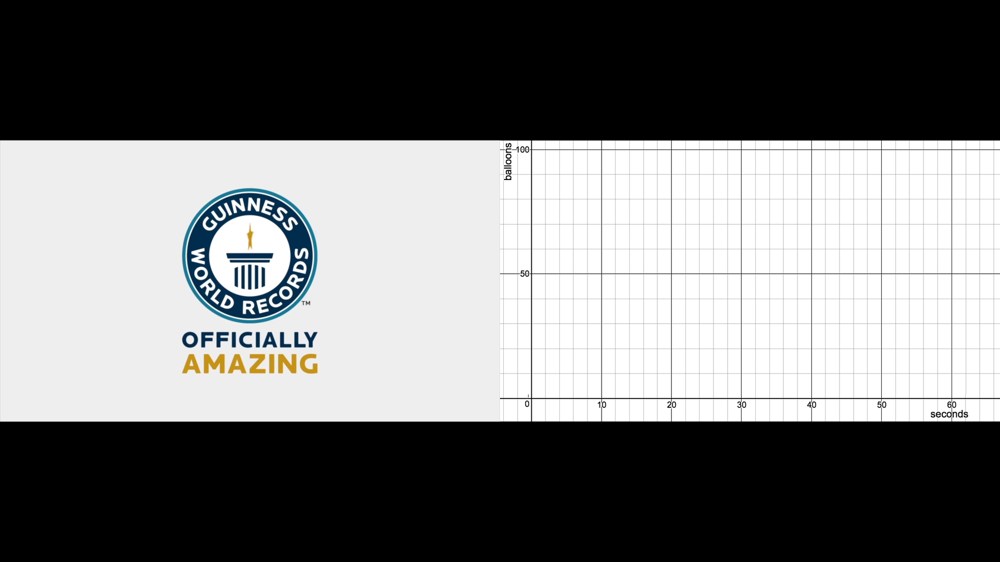 GUINNESS
WORLD RECORDS
TM
OFFICIALLY
AMAZING
balloons
100
50
0
10 20 30 40 50 60
seconds